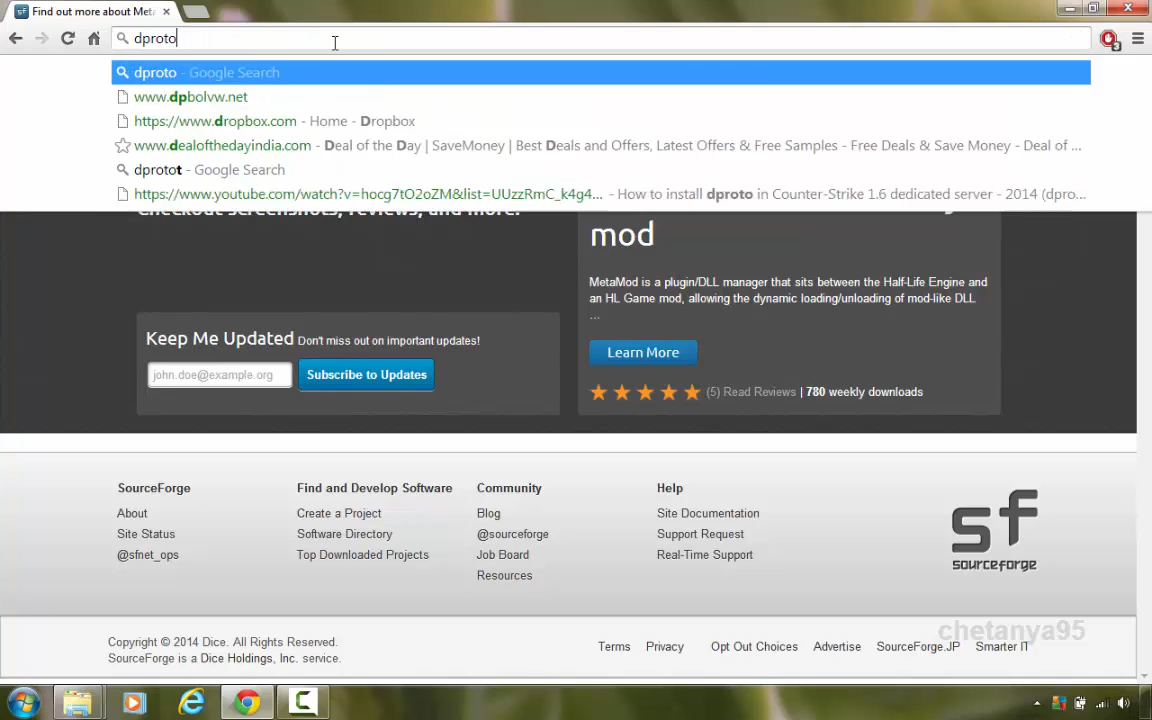 Find out more about Meta
dproto
dproto - Google Search
www.dpbolvw.net
https://www.dropbox.com - Home - Dropbox
www.dealofthedayindia.com - Deal of the Day | SaveMoney | Best Deals and Offers, Latest Offers & Free Samples - Free Deals & Save Money - Deal of ...
dprotot - Google Search
https://www.youtube.com/watch?v=hocg7tO2oZM&list=UUzzRmC_k4g4... - How to install dproto in Counter-Strike 1.6 dedicated server - 2014 (dpro...
Checkout screenshots, reviews, and more.
mod
MetaMod is a plugin/DLL manager that sits between the Half-Life Engine and
an HL Game mod, allowing the dynamic loading/unloading of mod-like DLL
...
Keep Me Updated Don't miss out on important updates!
john.doe@example.org
Subscribe to Updates
Learn More
(5) Read Reviews | 780 weekly downloads
SourceForge
About
Site Status
@sfnet_ops
Find and Develop Software
Create a Project
Software Directory
Top Downloaded Projects
Community
Blog
@sourceforge
Job Board
Resources
Help
Site Documentation
Support Request
Real-Time Support
sf
sourceforge
chetanya95
Copyright © 2014 Dice. All Rights Reserved.
SourceForge is a Dice Holdings, Inc. service.
Terms Privacy Opt Out Choices Advertise SourceForge.JP Smarter IT